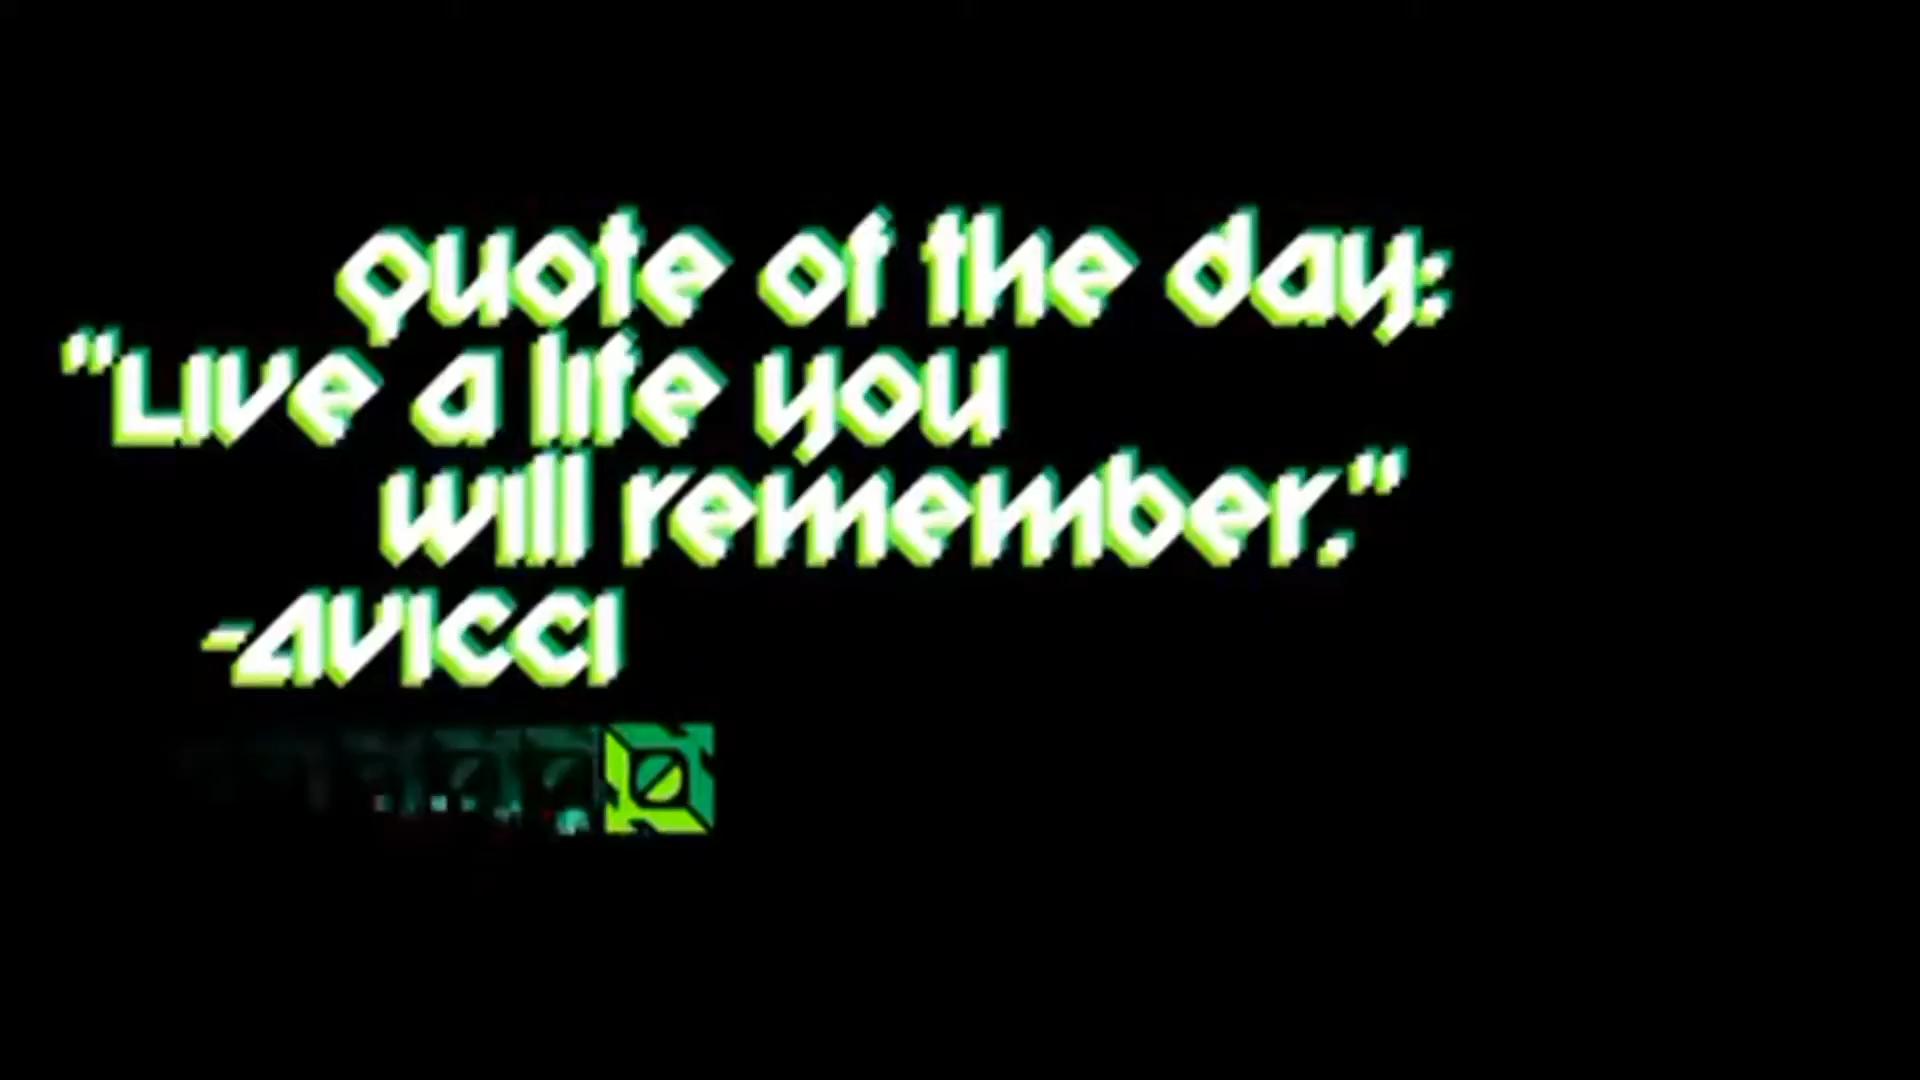 Quote of the day:
"Live a life you
will remember."
-AVICCI